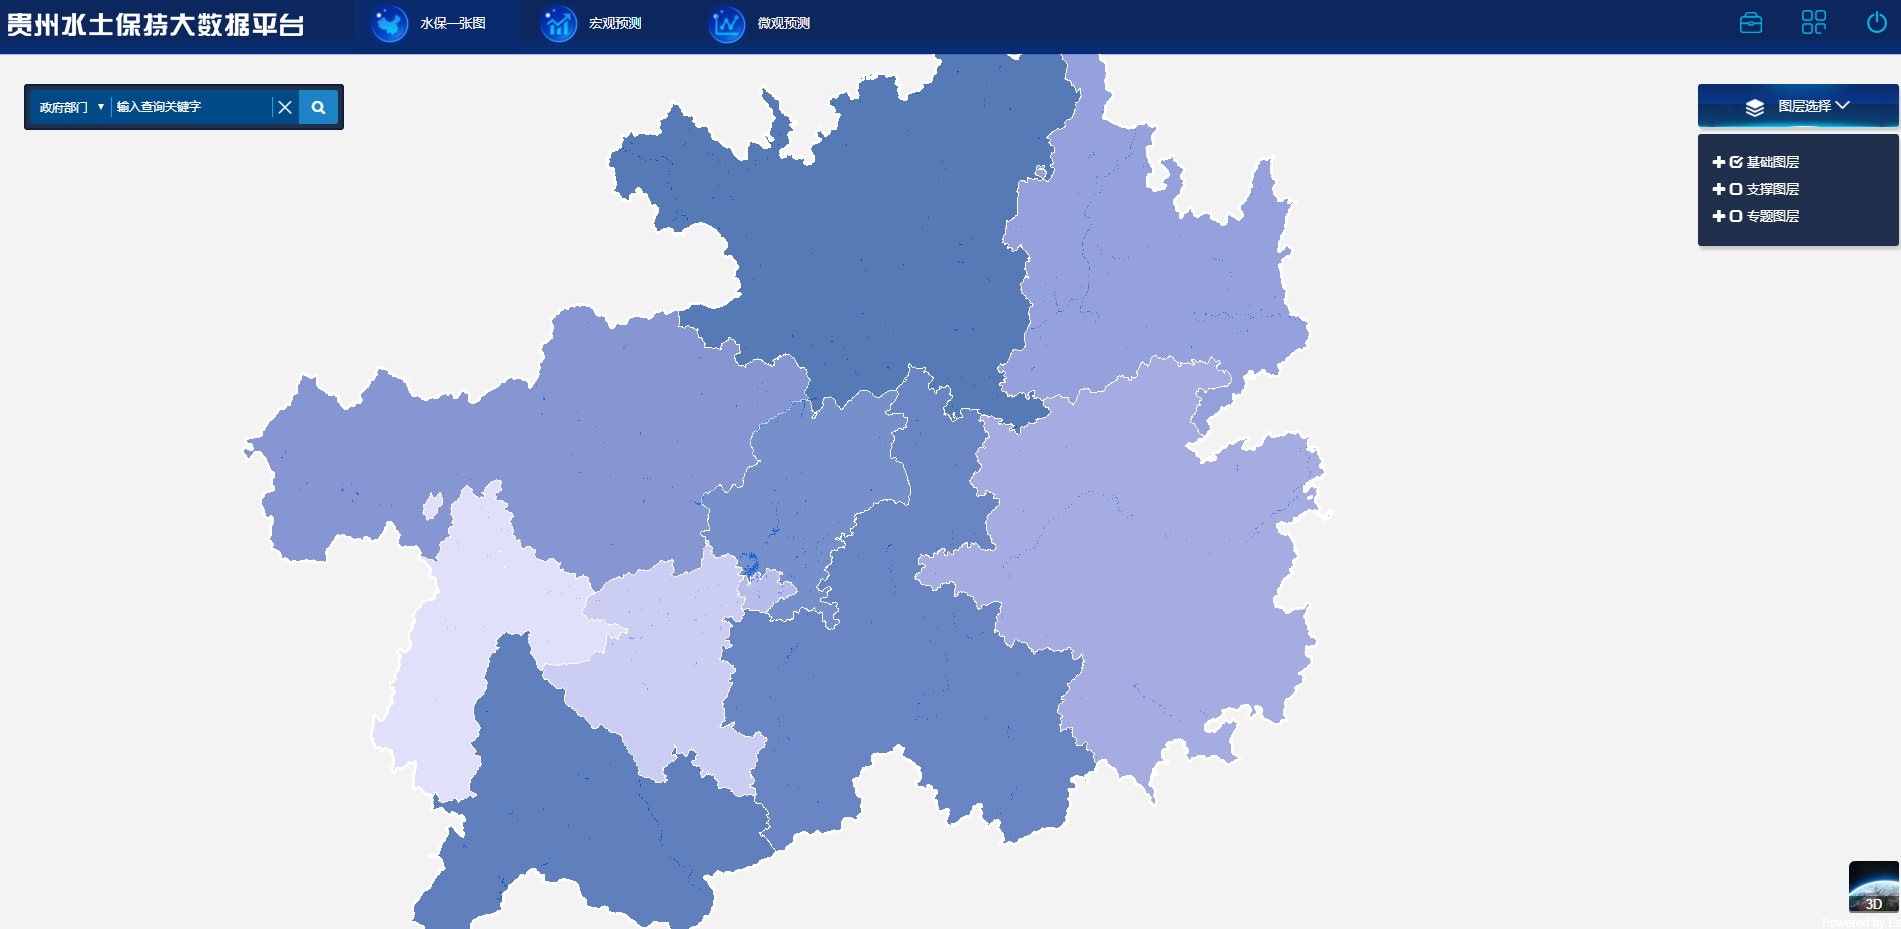 贵州水土保持大数据平台
水保一张图
宏观预测
微观预测
政府部门 ▼ 输入查询关键字
图层选择
基础图层
支撑图层
专题图层
3D
Powered by